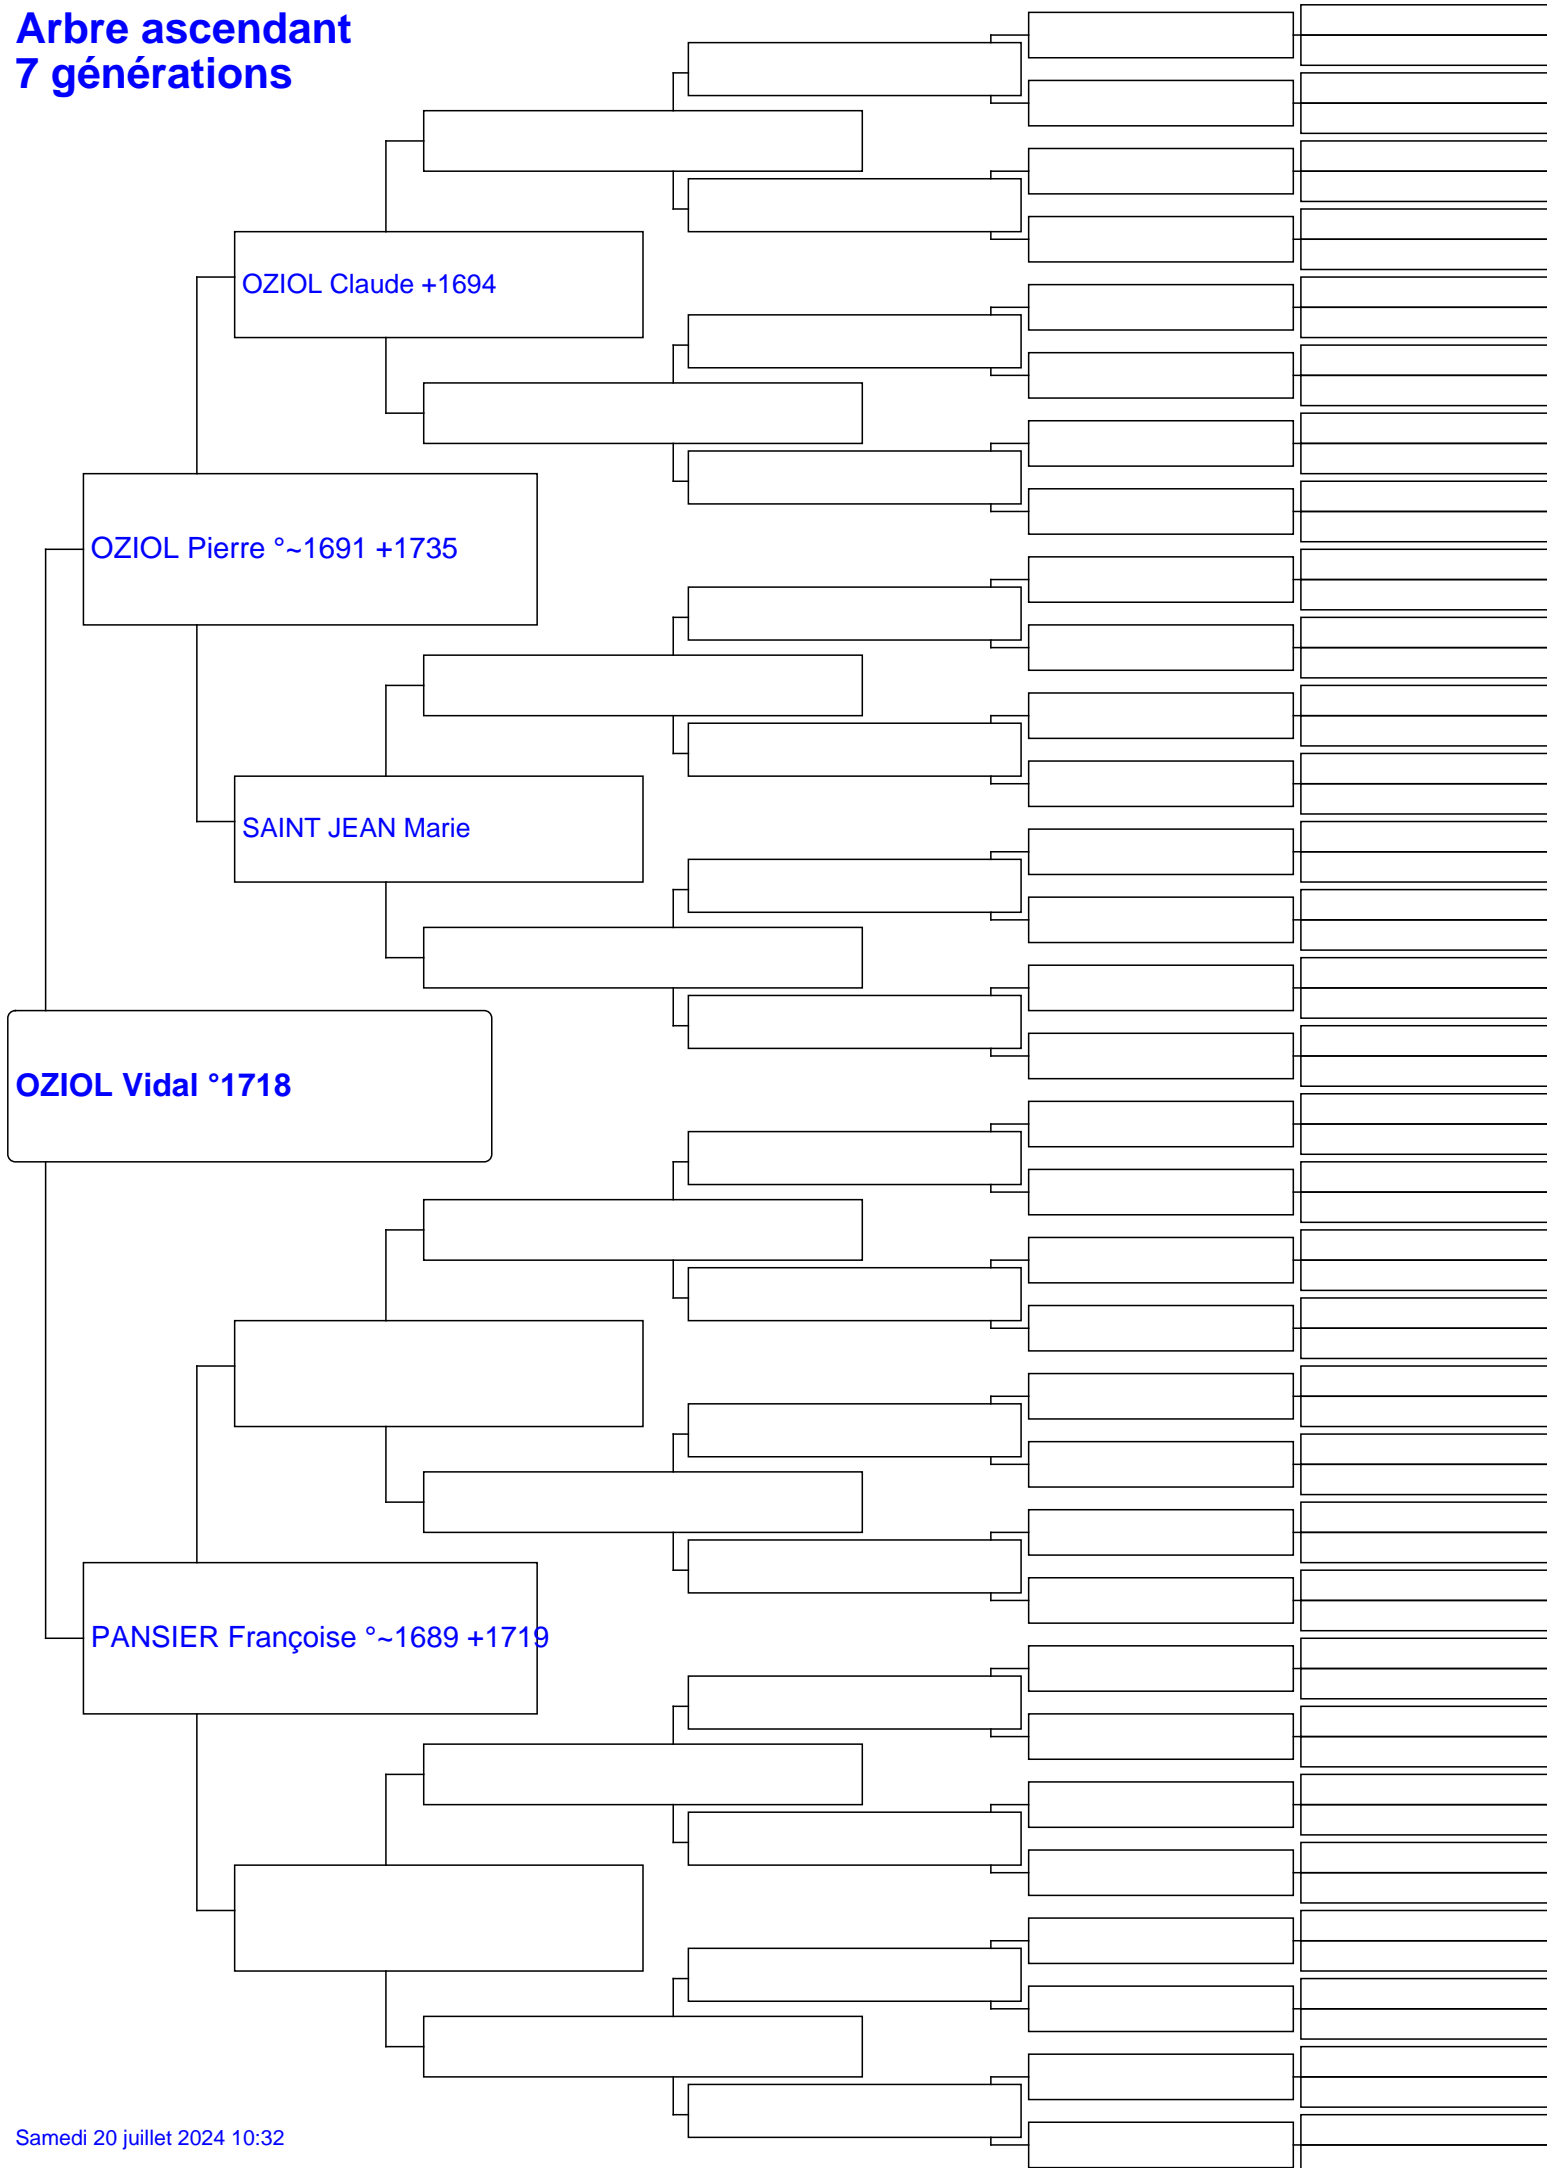 Arbre ascendant
7 générations
OZIOL Claude +1694
OZIOL Pierre °~1691 +1735
SAINT JEAN Marie
OZIOL Vidal °1718
PANSIER Françoise °~1689 +1719
Samedi 20 juillet 2024 10:32